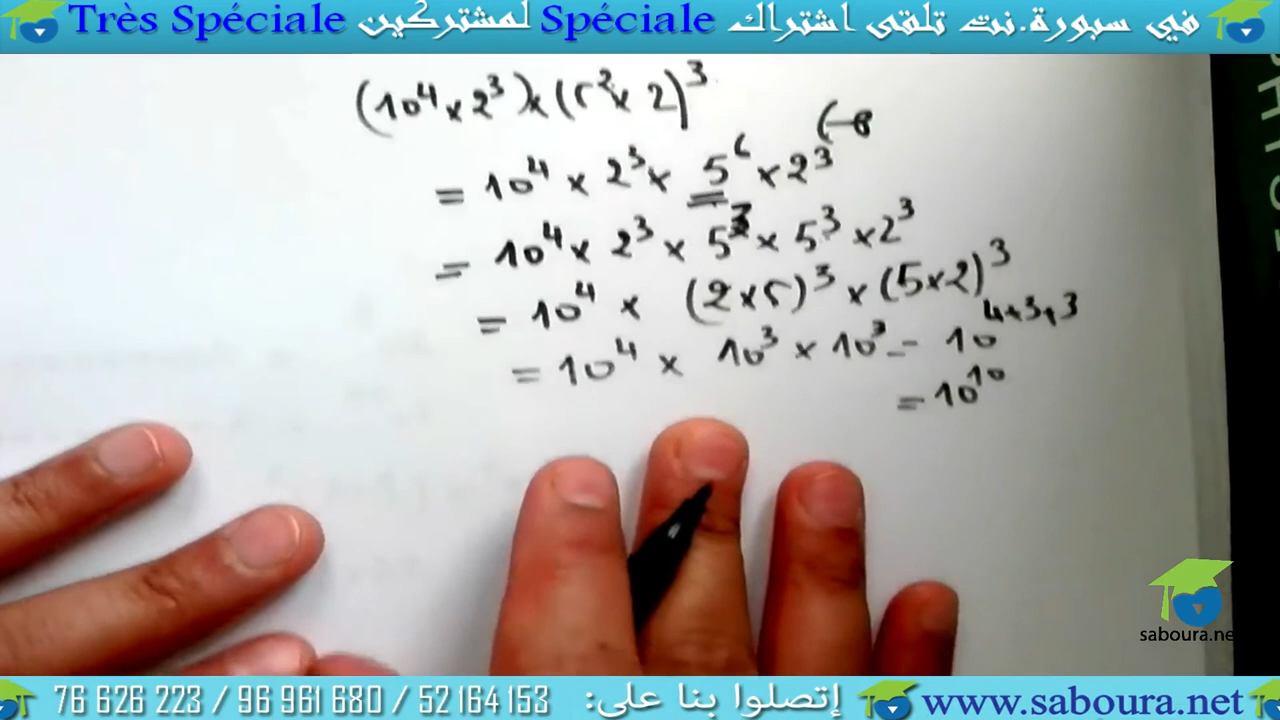 في سبورة.نت تلقى اشتراك Spéciale لمشتركين Très Spéciale
(10⁴ × 2³) × (5² × 2)³
(-8
= 10⁴ × 2³ × 5⁶ × 2³
= 10⁴ × 2³ × 5³ × 5³ × 2³
= 10⁴ × (2×5)³ × (5×2)³
= 10⁴ × 10³ × 10³ = 10⁴⁺³⁺³
= 10¹⁰
saboura.ne
76 626 223 / 96 961 680 / 52 164 153 إتصلوا بنا على: www.saboura.net